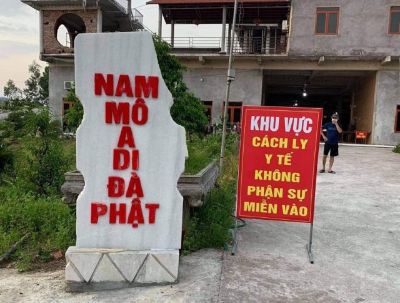 NAM
MÔ
A
DI
ĐÀ
PHẬT
KHU VỰC
CÁCH LY
Y TẾ
KHÔNG
PHẬN SỰ
MIỄN VÀO